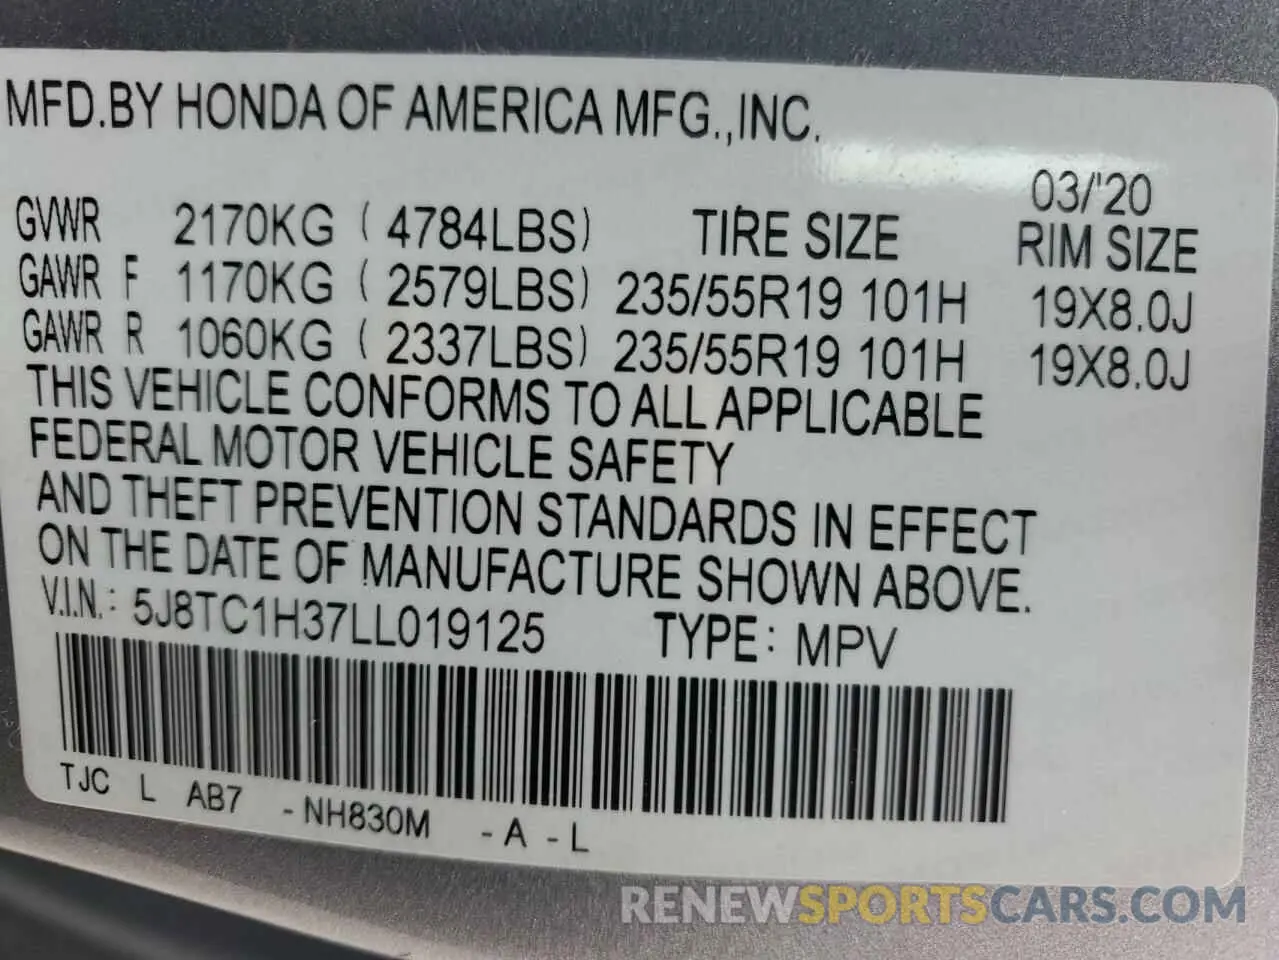 MFD.BY HONDA OF AMERICA MFG.,INC.
03/'20
GVWR 2170KG ( 4784LBS) TIRE SIZE RIM SIZE
GAWR F 1170KG ( 2579LBS) 235/55R19 101H 19X8.0J
GAWR R 1060KG ( 2337LBS) 235/55R19 101H 19X8.0J
THIS VEHICLE CONFORMS TO ALL APPLICABLE
FEDERAL MOTOR VEHICLE SAFETY
AND THEFT PREVENTION STANDARDS IN EFFECT
ON THE DATE OF MANUFACTURE SHOWN ABOVE.
V.I.N.: 5J8TC1H37LL019125 TYPE: MPV
TJC L AB7 -NH830M -A -L
RENEWSPORTSCARS.COM